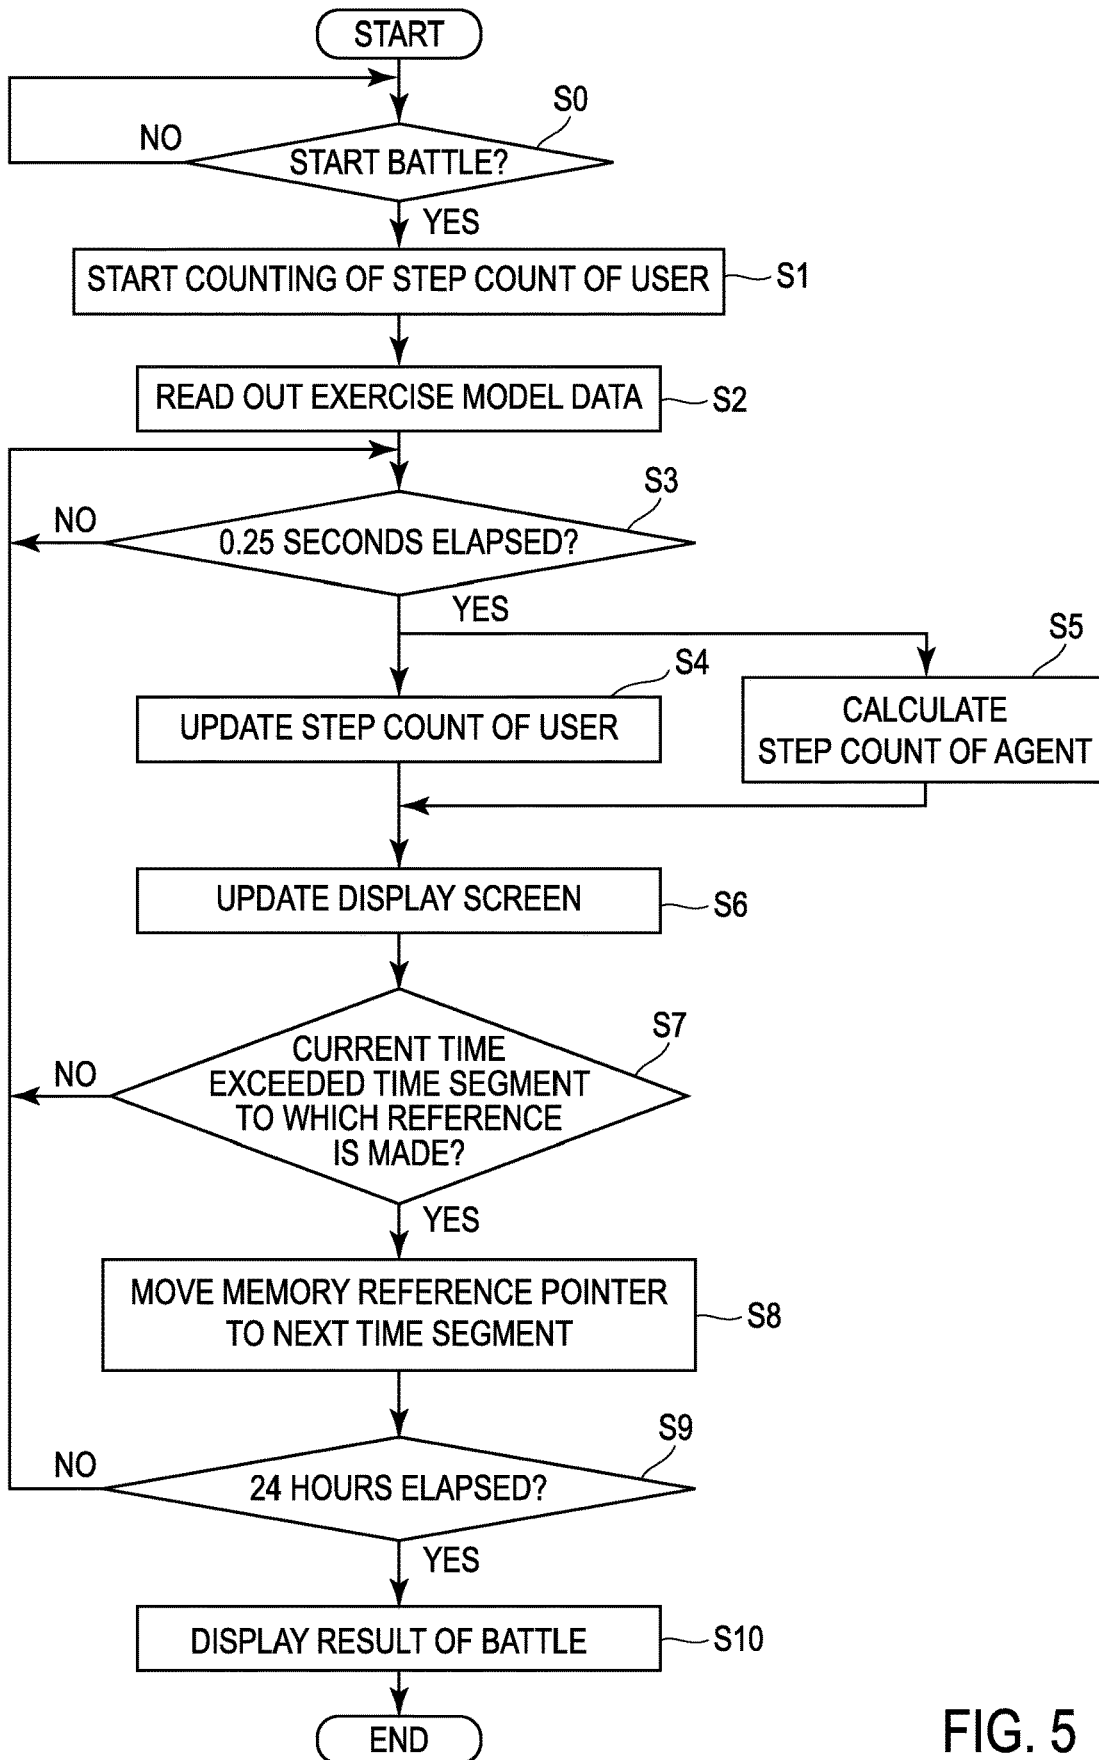 START
S0
NO
START BATTLE?
YES
START COUNTING OF STEP COUNT OF USER
S1
READ OUT EXERCISE MODEL DATA
S2
S3
NO
0.25 SECONDS ELAPSED?
YES
S4
S5
UPDATE STEP COUNT OF USER
CALCULATE
STEP COUNT OF AGENT
UPDATE DISPLAY SCREEN
S6
S7
NO
CURRENT TIME
EXCEEDED TIME SEGMENT
TO WHICH REFERENCE
IS MADE?
YES
MOVE MEMORY REFERENCE POINTER
TO NEXT TIME SEGMENT
S8
S9
NO
24 HOURS ELAPSED?
YES
DISPLAY RESULT OF BATTLE
S10
END
FIG. 5